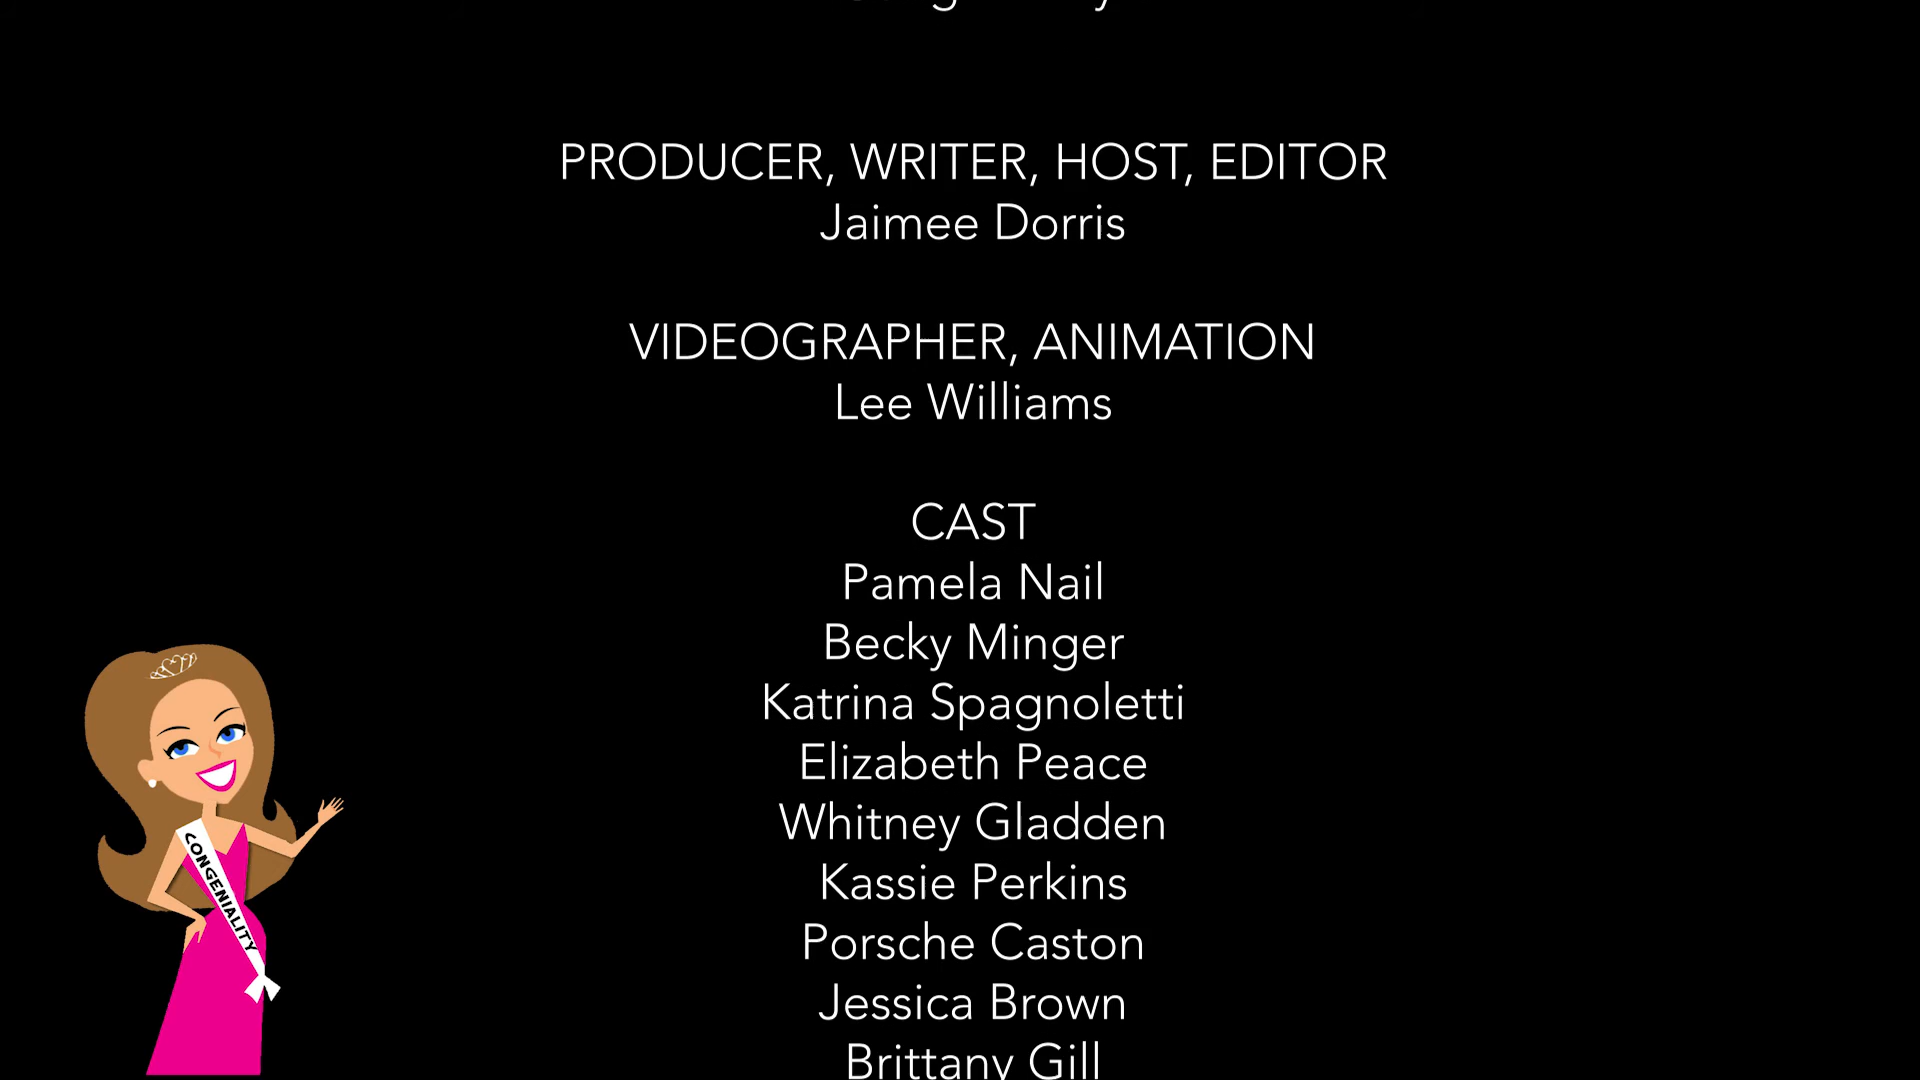 PRODUCER, WRITER, HOST, EDITOR
Jaimee Dorris
VIDEOGRAPHER, ANIMATION
Lee Williams
CAST
Pamela Nail
Becky Minger
Katrina Spagnoletti
Elizabeth Peace
Whitney Gladden
Kassie Perkins
Porsche Caston
Jessica Brown
Brittany Gill
CONGENIALITY